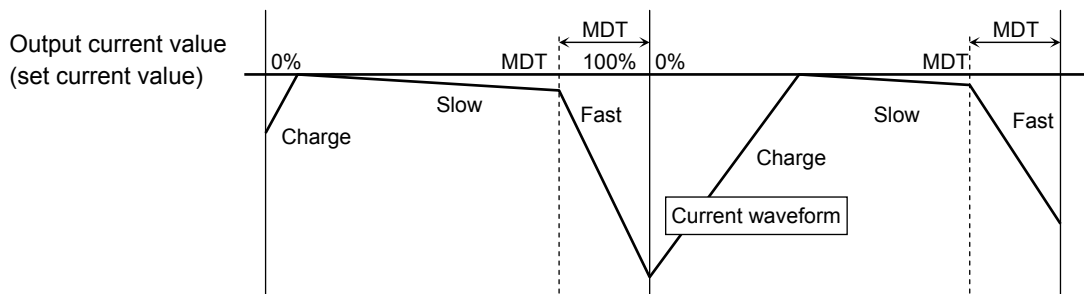 MDT
MDT
Output current value
(set current value)
0%
MDT
100%
0%
MDT
Slow
Fast
Slow
Fast
Charge
Charge
Current waveform